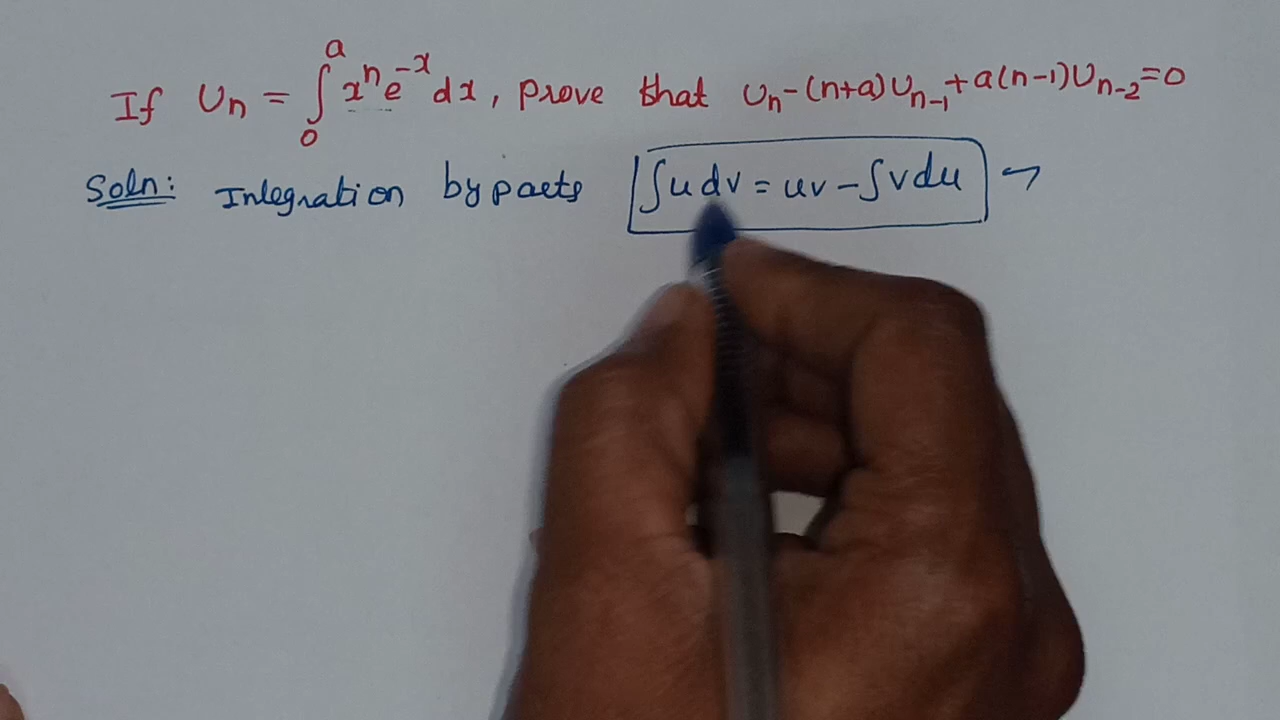 If Uₙ = ∫₀ᵃ xⁿe⁻ˣ dx, prove that Uₙ-(n+a)Uₙ₋₁+a(n-1)Uₙ₋₂=0
Soln: Integration by parts ∫udv = uv - ∫vdu →